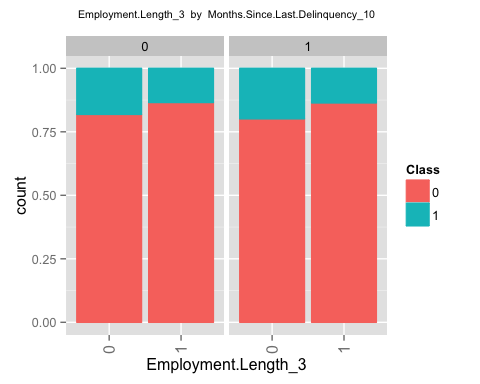 Employment.Length_3 by Months.Since.Last.Delinquency_10
0 1
1.00
0.75
0.50
0.25
0.00
count
0 1 0 1
Employment.Length_3
Class
0
1